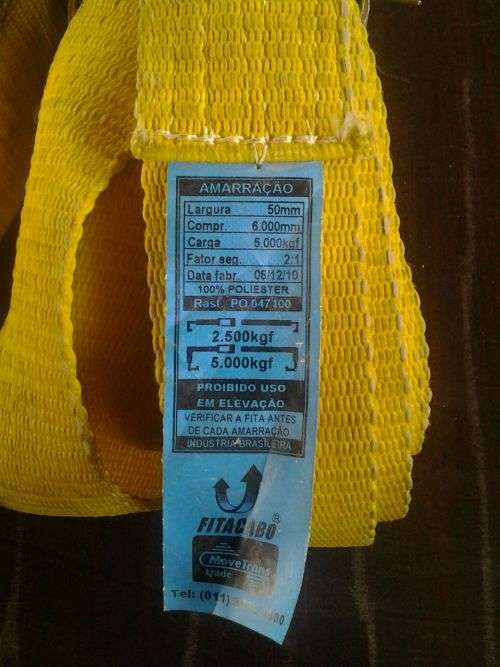 AMARRAÇÃO
Largura 50mm
Compr. 6.000mm
Carga 5.000kgf
Fator seg. 2:1
Data fabr. 08/12/10
100% POLIESTER
Rast. PO 047100
2.500kgf
5.000kgf
PROIBIDO USO
EM ELEVAÇÃO
VERIFICAR A FITA ANTES
DE CADA AMARRAÇÃO
INDUSTRIA BRASILEIRA
FITACABO®
MoveTrans
trade
Tel: (011)